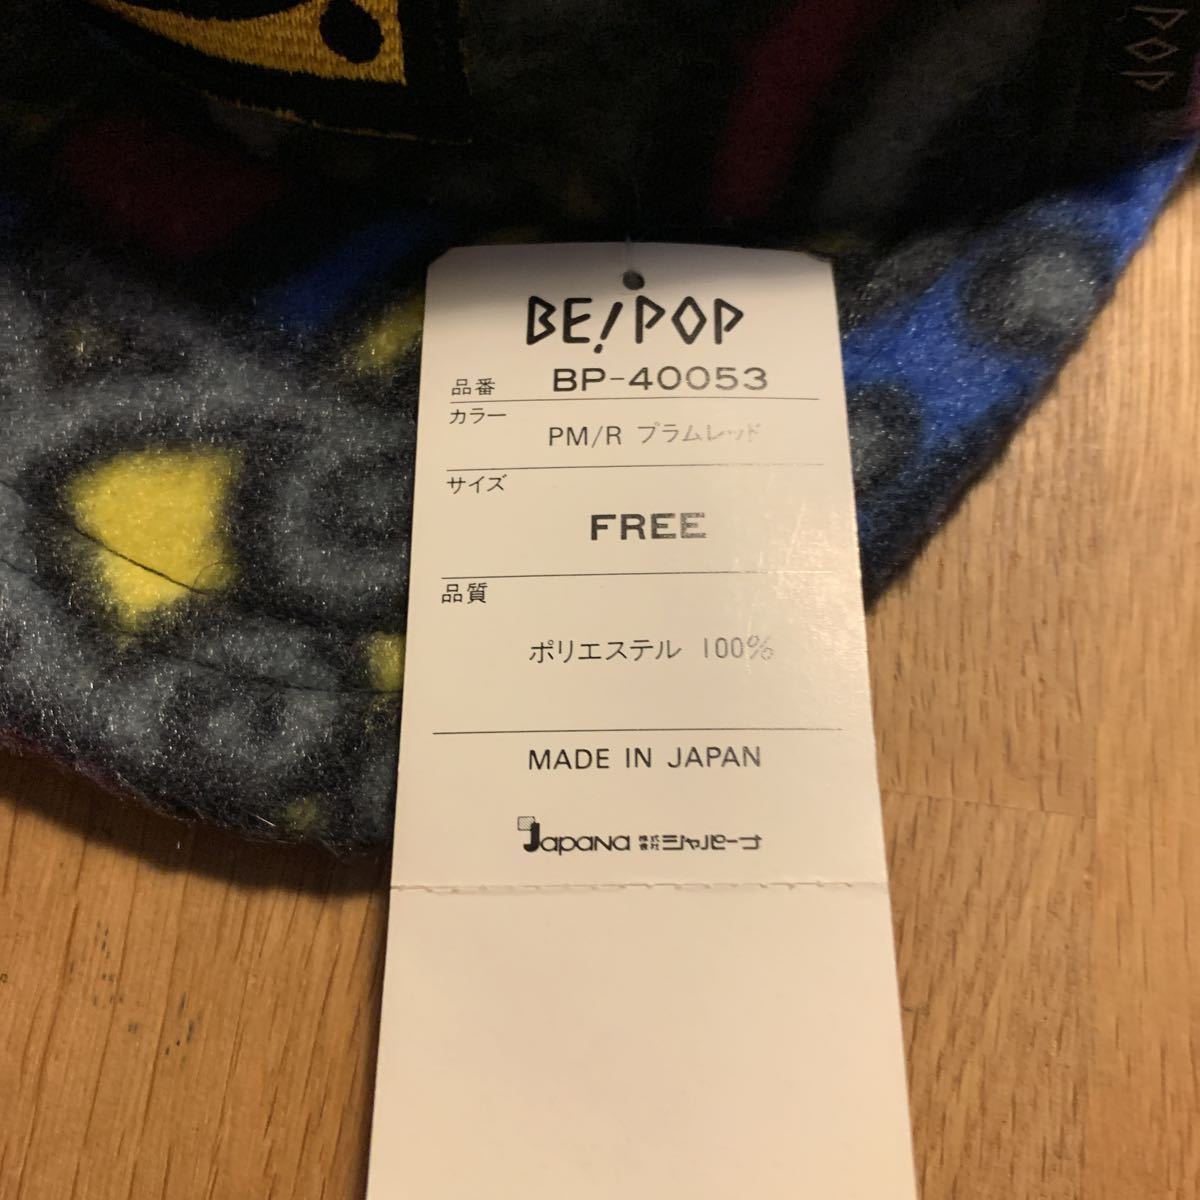 POP
BE!POP
品番 BP-40053
カラー
PM/R プラムレッド
サイズ
FREE
品質
ポリエステル 100%
MADE IN JAPAN
Japana 株式会社ジャパーナ